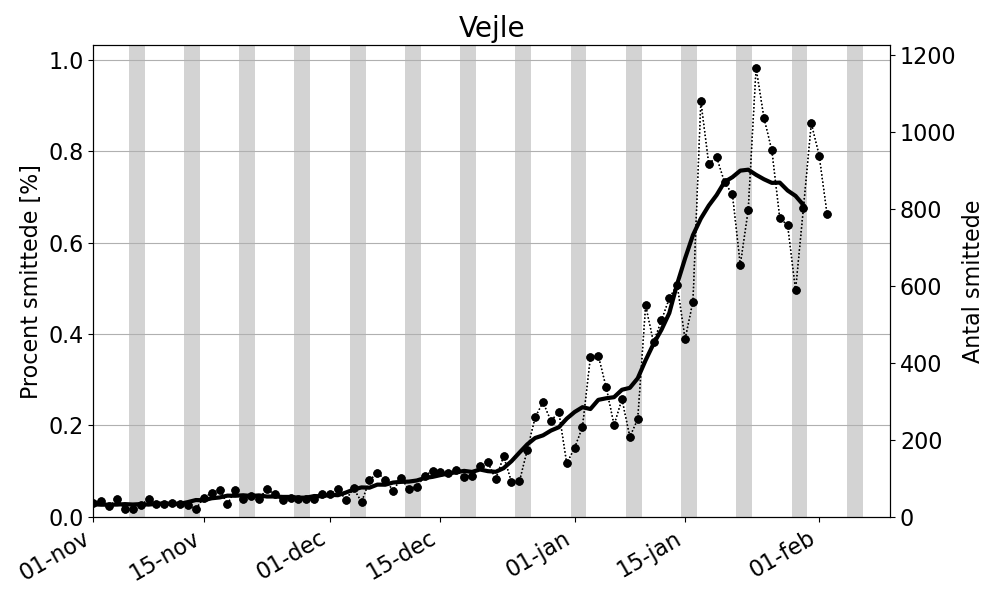 Vejle
Procent smittede [%]
1.0
0.8
0.6
0.4
0.2
0.0
1200
1000
800
600
400
200
0
Antal smittede
01-nov
15-nov
01-dec
15-dec
01-jan
15-jan
01-feb